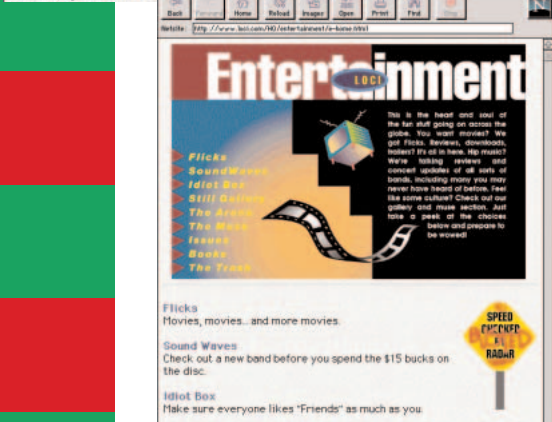 Back Forward Home Reload Images Open Print Find Stop
Netsite: http://www.loci.com/HO/entertainment/e-home.html
Entertainment
LOCI
This is the heart and soul of
the fun stuff going on across the
globe. You want movies? We
got Flicks. Reviews, downloads,
trailers? It's all in here. Hip music?
We're talking reviews and
concert updates of all sorts of
bands, including many you may
never have heard of before. Feel
like some culture? Check out our
gallery and muse section. Just
take a peek at the choices
below and prepare to
be wowed!
Flicks
SoundWaves
Idiot Box
Still Gallery
The Arena
The Muse
Issues
Books
The Trash
Flicks
Movies, movies... and more movies.
Sound Waves
Check out a new band before you spend the $15 bucks on
the disc.
Idiot Box
Make sure everyone likes "Friends" as much as you.
SPEED
CHECKED
BY
RADAR